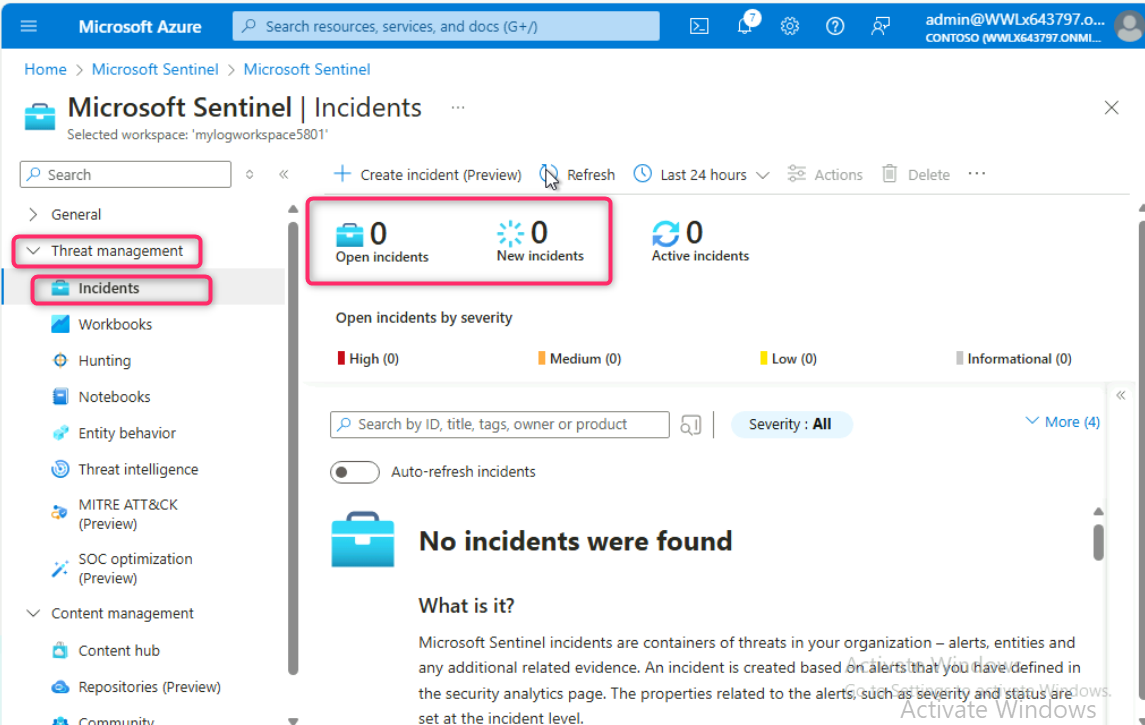 Microsoft Azure
Search resources, services, and docs (G+/)
7
admin@WWLx643797.o...
CONTOSO (WWLX643797.ONMI...
Home > Microsoft Sentinel > Microsoft Sentinel
Microsoft Sentinel | Incidents ...
Selected workspace: 'mylogworkspace5801'
Search
+ Create incident (Preview) Refresh Last 24 hours Actions Delete ...
General
Threat management
Incidents
Workbooks
Hunting
Notebooks
Entity behavior
Threat intelligence
MITRE ATT&CK
(Preview)
SOC optimization
(Preview)
Content management
Content hub
Repositories (Preview)
Community
0 Open incidents
0 New incidents
0 Active incidents
Open incidents by severity
High (0) Medium (0) Low (0) Informational (0)
Search by ID, title, tags, owner or product
Severity : All
More (4)
Auto-refresh incidents
No incidents were found
What is it?
Microsoft Sentinel incidents are containers of threats in your organization – alerts, entities and
any additional related evidence. An incident is created based on alerts that you have defined in
the security analytics page. The properties related to the alerts, such as severity and status are
set at the incident level.
Activate Windows
Go to Settings to activate Windows.
Activate Windows